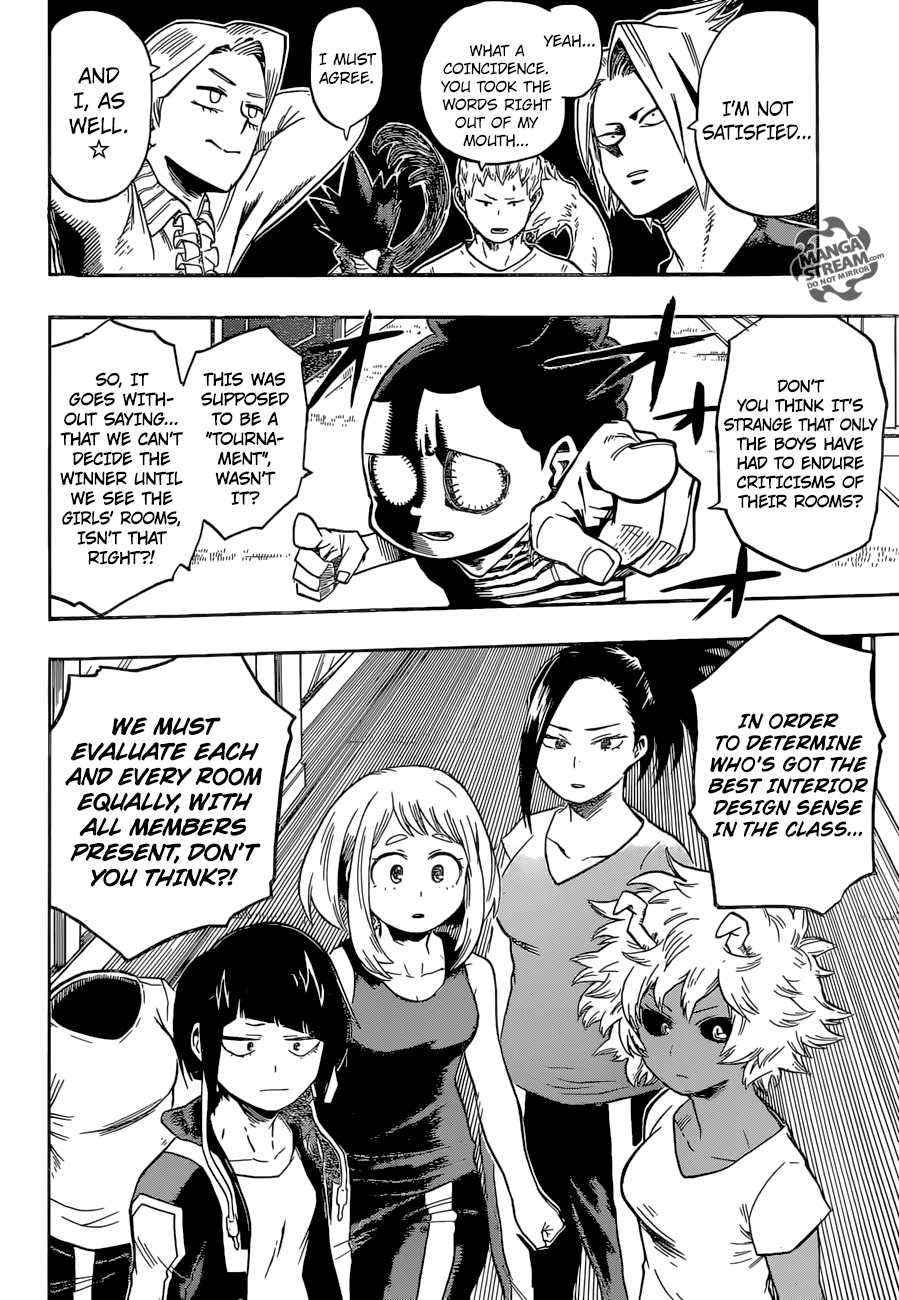 I'M NOT
SATISFIED...
YEAH...
WHAT A
COINCIDENCE.
YOU TOOK THE
WORDS RIGHT
OUT OF MY
MOUTH...
I MUST
AGREE.
AND
I, AS
WELL.
☆
MANGA
STREAM.com
DO NOT MIRROR
DON'T
YOU THINK IT'S
STRANGE THAT ONLY
THE BOYS HAVE
HAD TO ENDURE
CRITICISMS OF
THEIR ROOMS?
THIS WAS
SUPPOSED
TO BE A
"TOURNA-
MENT",
WASN'T
IT?
SO, IT
GOES WITH-
OUT SAYING...
THAT WE CAN'T
DECIDE THE
WINNER UNTIL
WE SEE THE
GIRLS' ROOMS,
ISN'T THAT
RIGHT?!
IN ORDER
TO DETERMINE
WHO'S GOT THE
BEST INTERIOR
DESIGN SENSE
IN THE CLASS...
WE MUST
EVALUATE EACH
AND EVERY ROOM
EQUALLY, WITH
ALL MEMBERS
PRESENT, DON'T
YOU THINK?!